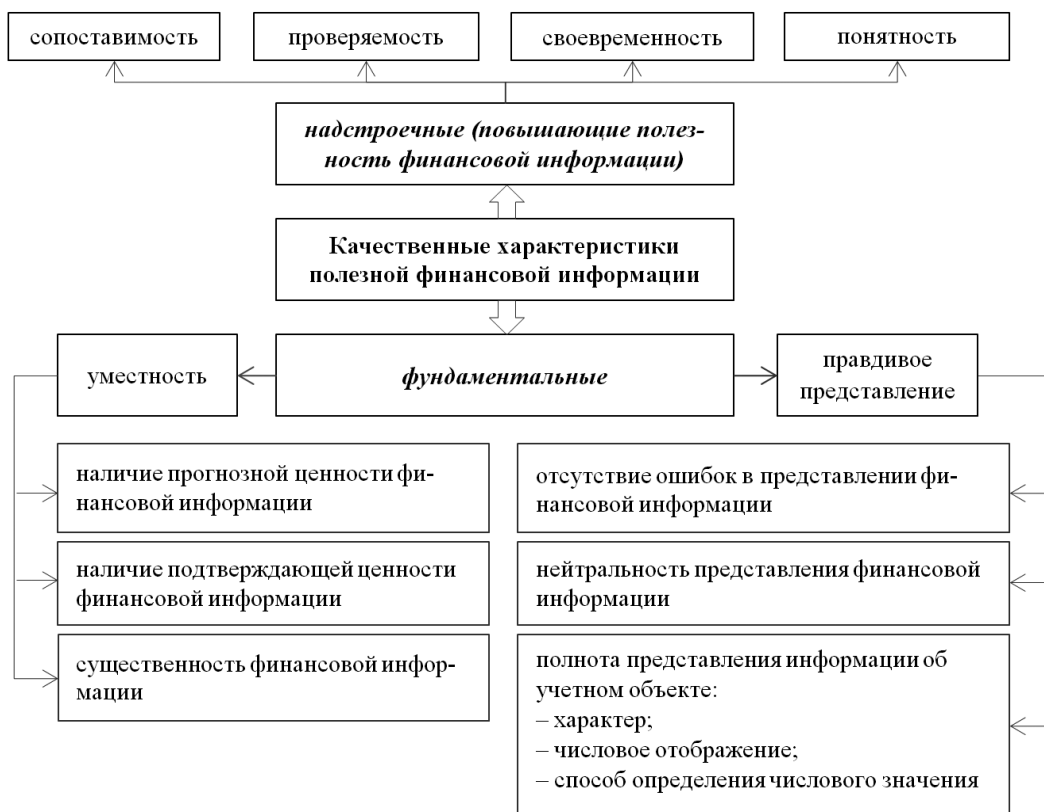 сопоставимость
проверяемость
своевременность
понятность
надстроечные (повышающие полез-
ность финансовой информации)
Качественные характеристики
полезной финансовой информации
уместность
фундаментальные
правдивое
представление
наличие прогнозной ценности фи-
нансовой информации
наличие подтверждающей ценности
финансовой информации
существенность финансовой инфор-
мации
отсутствие ошибок в представлении фи-
нансовой информации
нейтральность представления финансовой
информации
полнота представления информации об
учетном объекте:
– характер;
– числовое отображение;
– способ определения числового значения